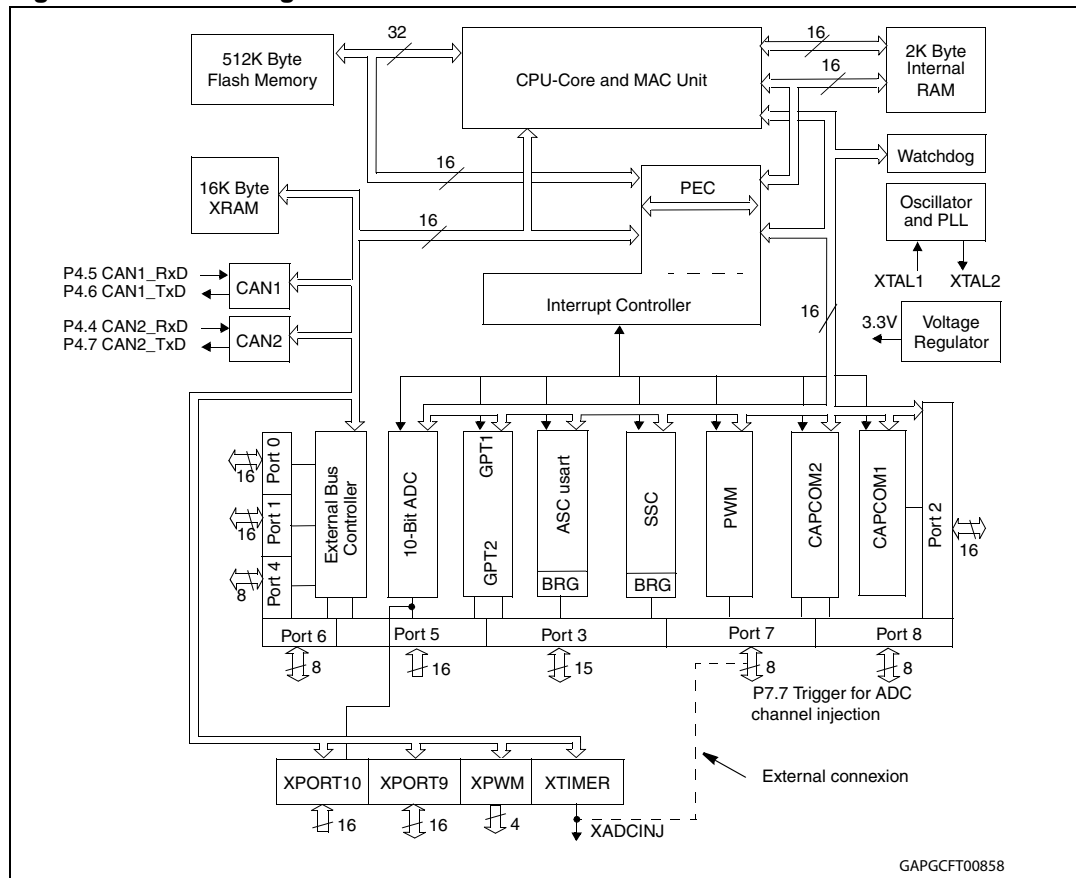 32
512K Byte
Flash Memory
CPU-Core and MAC Unit
16
16
2K Byte
Internal
RAM
16
PEC
Watchdog
16K Byte
XRAM
16
Oscillator
and PLL
XTAL1
XTAL2
P4.5 CAN1_RxD
P4.6 CAN1_TxD
CAN1
P4.4 CAN2_RxD
P4.7 CAN2_TxD
CAN2
Interrupt Controller
16
3.3V
Voltage
Regulator
Port 0
16
Port 1
16
Port 4
8
External Bus
Controller
10-Bit ADC
GPT1
GPT2
ASC usart
BRG
SSC
BRG
PWM
CAPCOM2
CAPCOM1
Port 2
16
Port 6
Port 5
Port 3
Port 7
Port 8
8
16
15
8
8
P7.7 Trigger for ADC
channel injection
External connexion
XPORT10
XPORT9
XPWM
XTIMER
16
16
4
XADCINJ
GAPGCFT00858